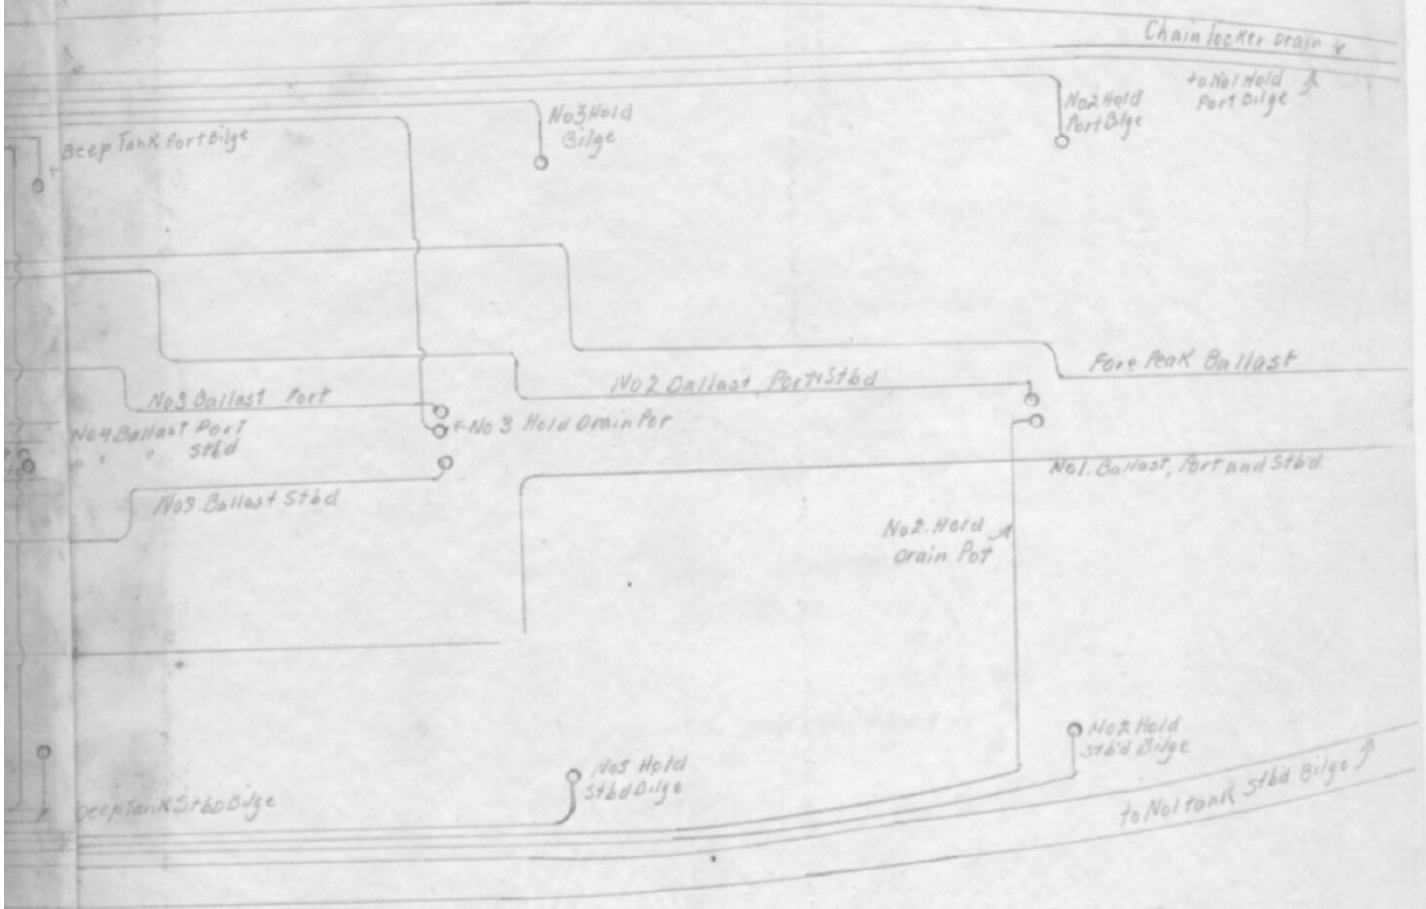 Chain locker Drain
to No1 Hold
Port Bilge
No2 Hold
Port Bilge
No3 Hold
Bilge
Deep Tank Port Bilge
Fore Peak Ballast
No2 Ballast, Port & Stbd
No3 Ballast Port
No 3 Hold Drain Pot
No4 Ballast Port
" " " Stbd
No1. Ballast, Port and Stbd.
No3. Ballast Stbd
No2. Hold
Drain Pot
No2 Hold
Stb'd Bilge
No3 Hold
Stbd Bilge
to No1 tank Stbd Bilge
Deep Tank Stbd Bilge